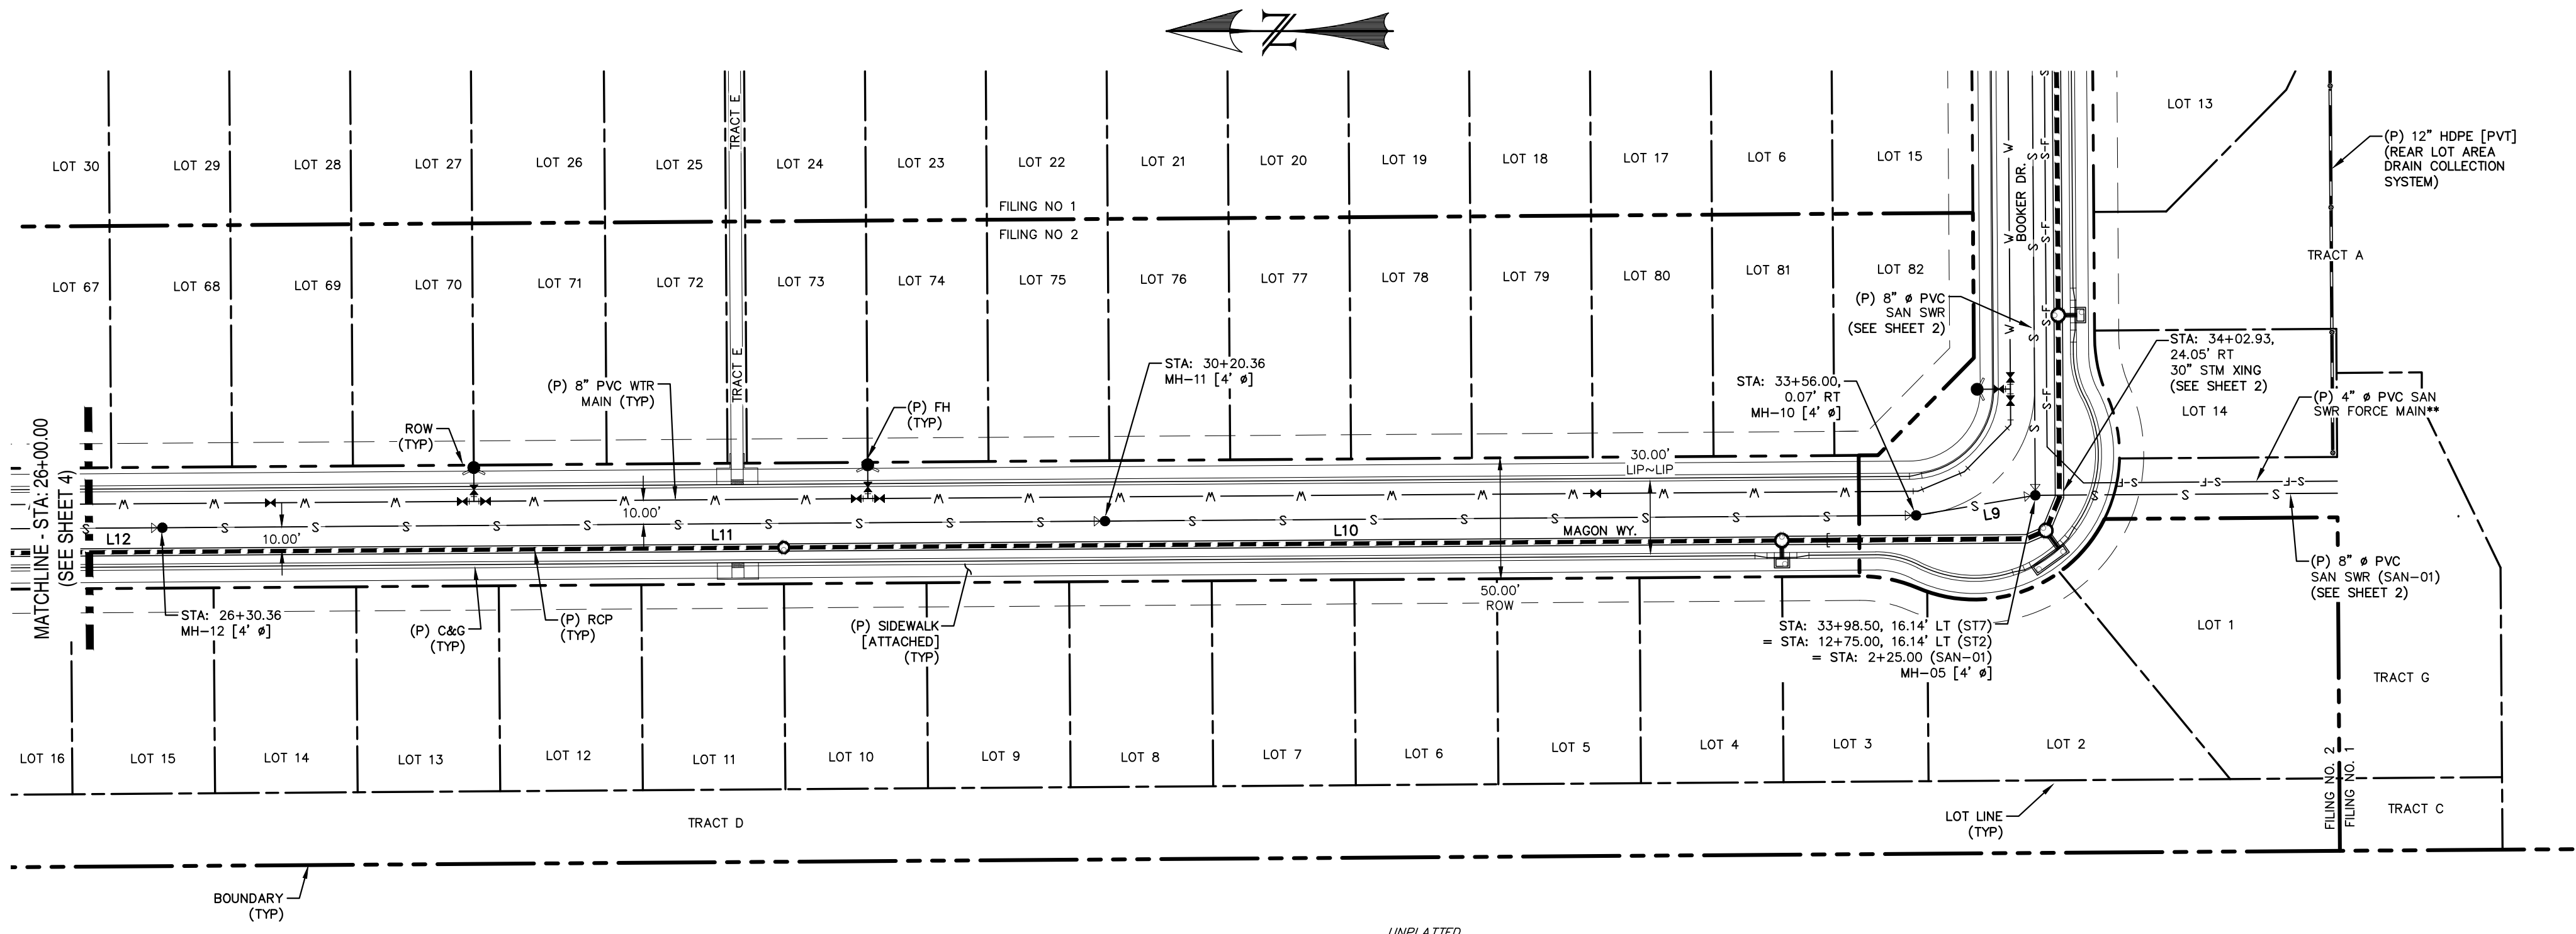 N
LOT 30
LOT 29
LOT 28
LOT 27
LOT 26
LOT 25
TRACT E
LOT 24
LOT 23
LOT 22
LOT 21
LOT 20
LOT 19
LOT 18
LOT 17
LOT 6
LOT 15
LOT 13
(P) 12" HDPE [PVT]
(REAR LOT AREA
DRAIN COLLECTION
SYSTEM)
FILING NO 1
FILING NO 2
BOOKER DR.
TRACT A
LOT 67
LOT 68
LOT 69
LOT 70
LOT 71
LOT 72
LOT 73
LOT 74
LOT 75
LOT 76
LOT 77
LOT 78
LOT 79
LOT 80
LOT 81
LOT 82
(P) 8" ø PVC
SAN SWR
(SEE SHEET 2)
STA: 34+02.93,
24.05' RT
30" STM XING
(SEE SHEET 2)
TRACT E
STA: 30+20.36
MH-11 [4' ø]
(P) 8" PVC WTR
MAIN (TYP)
STA: 33+56.00,
0.07' RT
MH-10 [4' ø]
(P) FH
(TYP)
LOT 14
(P) 4" ø PVC SAN
SWR FORCE MAIN**
ROW
(TYP)
MATCHLINE - STA: 26+00.00
(SEE SHEET 4)
30.00'
LIP~LIP
W W W W W W W W W W W W W W W W W W W W W
S S S S S S S S S S S S S S S S S S S S
S-F S-F S-F S-F S-F
S-F S-F S-F
S S S S S S
10.00'
10.00'
L12
L11
L10
L9
MAGON WY.
(P) 8" ø PVC
SAN SWR (SAN-01)
(SEE SHEET 2)
50.00'
ROW
STA: 26+30.36
MH-12 [4' ø]
(P) C&G
(TYP)
(P) RCP
(TYP)
(P) SIDEWALK
[ATTACHED]
(TYP)
STA: 33+98.50, 16.14' LT (ST7)
= STA: 12+75.00, 16.14' LT (ST2)
= STA: 2+25.00 (SAN-01)
MH-05 [4' ø]
LOT 1
TRACT G
LOT 16
LOT 15
LOT 14
LOT 13
LOT 12
LOT 11
LOT 10
LOT 9
LOT 8
LOT 7
LOT 6
LOT 5
LOT 4
LOT 3
LOT 2
FILING NO. 2
FILING NO. 1
TRACT D
LOT LINE
(TYP)
TRACT C
BOUNDARY
(TYP)
UNPLATTED